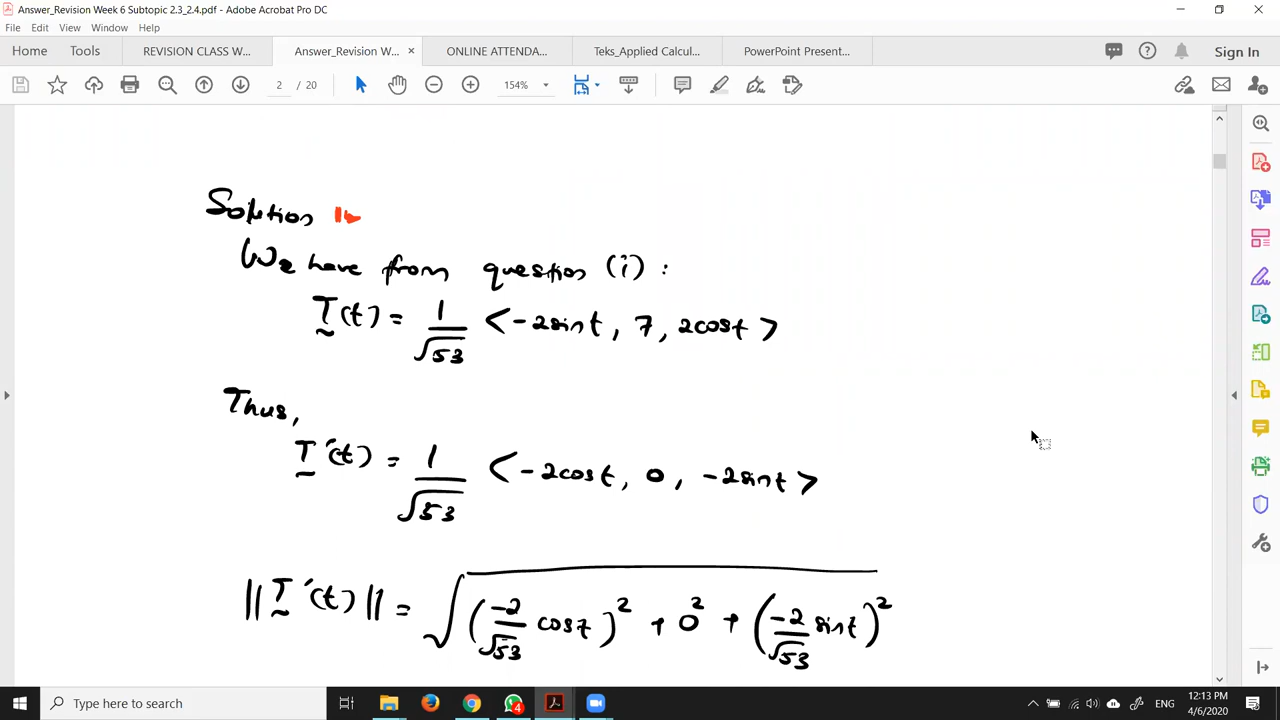 Answer_Revision Week 6 Subtopic 2.3_2.4.pdf - Adobe Acrobat Pro DC
File Edit View Window Help
Home Tools REVISION CLASS W... Answer_Revision W... × ONLINE ATTENDA... Teks_Applied Calcul... PowerPoint Present... Sign In
2 / 20 154%
Solution
We have from question (i) :
T(t) = 1/√53 <-2sint, 7, 2cost>
Thus,
T'(t) = 1/√53 <-2cost, 0, -2sint>
||T'(t)|| = √((-2/√53 cost)² + 0² + (-2/√53 sint)²)
Type here to search
4
ENG
12:13 PM
4/6/2020